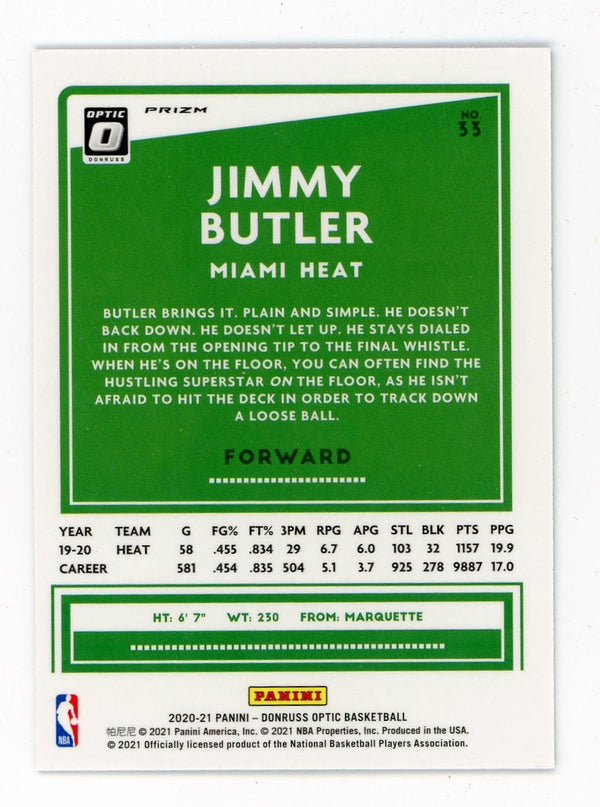 OPTIC
O
DONRUSS
PRIZM
NO.
33
JIMMY
BUTLER
MIAMI HEAT
BUTLER BRINGS IT. PLAIN AND SIMPLE. HE DOESN'T
BACK DOWN. HE DOESN'T LET UP. HE STAYS DIALED
IN FROM THE OPENING TIP TO THE FINAL WHISTLE.
WHEN HE'S ON THE FLOOR, YOU CAN OFTEN FIND THE
HUSTLING SUPERSTAR ON THE FLOOR, AS HE ISN'T
AFRAID TO HIT THE DECK IN ORDER TO TRACK DOWN
A LOOSE BALL.
FORWARD
YEAR TEAM G FG% FT% 3PM RPG APG STL BLK PTS PPG
19-20 HEAT 58 .455 .834 29 6.7 6.0 103 32 1157 19.9
CAREER 581 .454 .835 504 5.1 3.7 925 278 9887 17.0
HT: 6' 7" WT: 230 FROM: MARQUETTE
PANINI
2020-21 PANINI – DONRUSS OPTIC BASKETBALL
帕尼尼 © 2021 Panini America, Inc. © 2021 NBA Properties, Inc. Produced in the USA.
© 2021 Officially licensed product of the National Basketball Players Association.
NBA